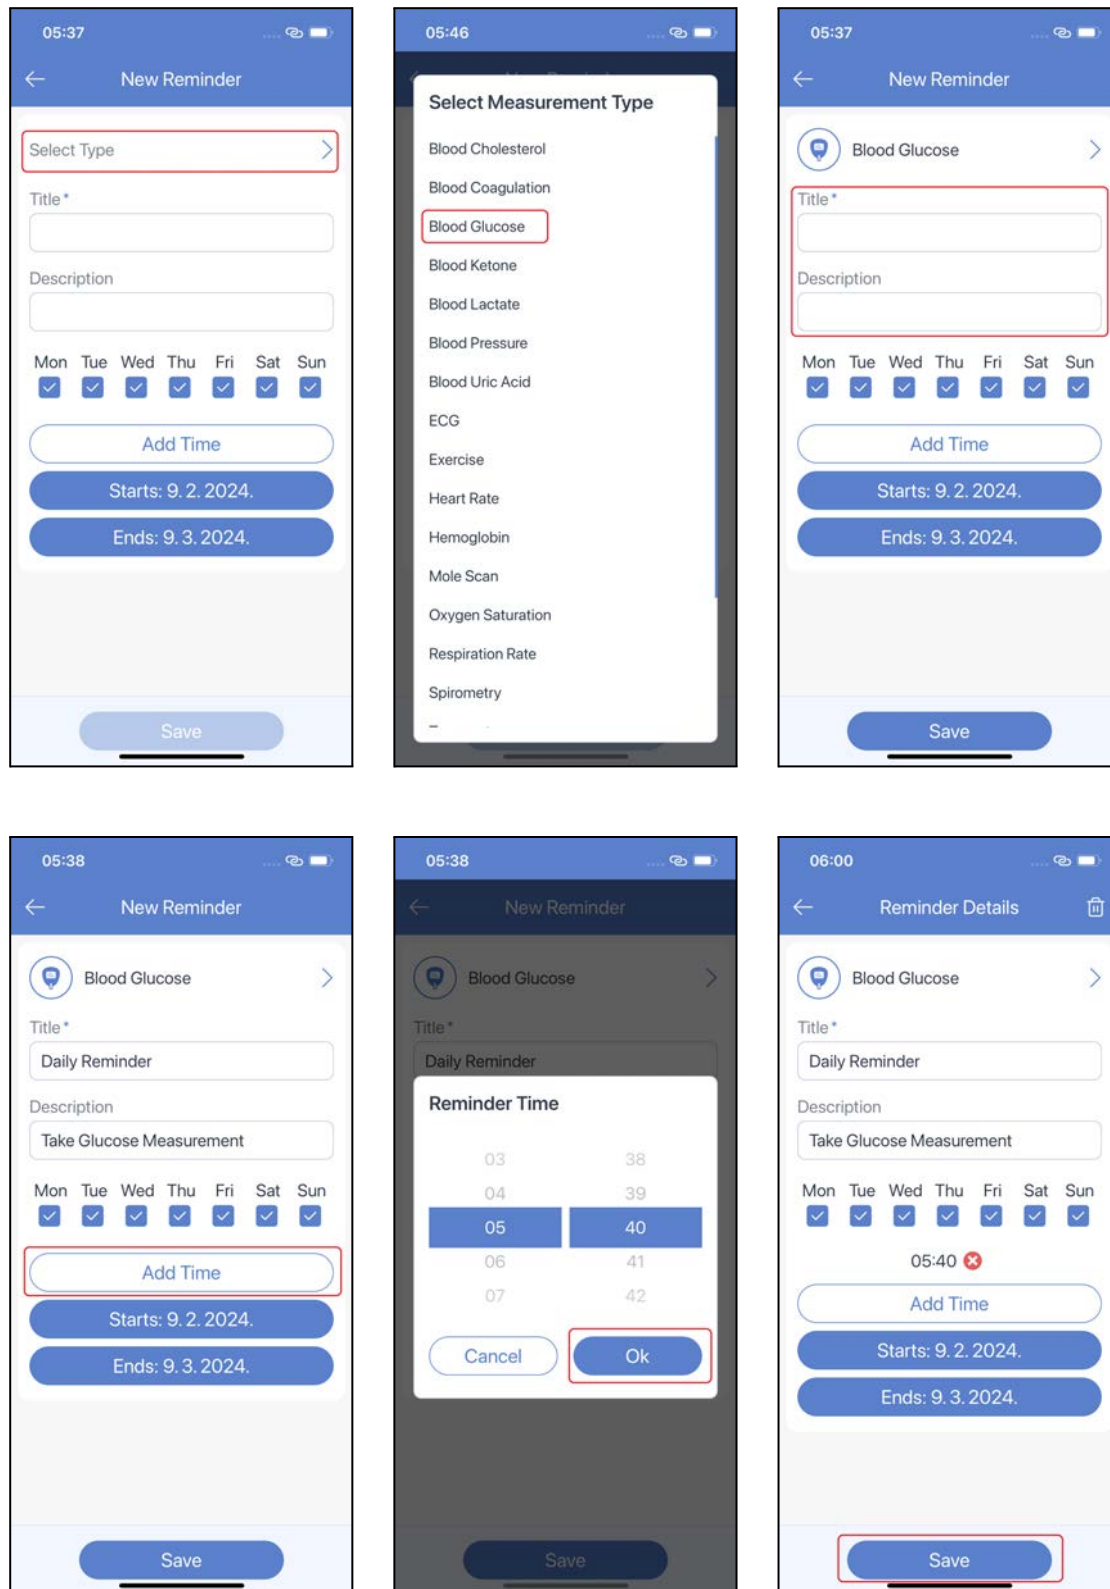 05:37
New Reminder
Select Type
Title *
Description
Mon Tue Wed Thu Fri Sat Sun
Add Time
Starts: 9. 2. 2024.
Ends: 9. 3. 2024.
Save
05:46
Select Measurement Type
Blood Cholesterol
Blood Coagulation
Blood Glucose
Blood Ketone
Blood Lactate
Blood Pressure
Blood Uric Acid
ECG
Exercise
Heart Rate
Hemoglobin
Mole Scan
Oxygen Saturation
Respiration Rate
Spirometry
05:37
New Reminder
Blood Glucose
Title *
Description
Mon Tue Wed Thu Fri Sat Sun
Add Time
Starts: 9. 2. 2024.
Ends: 9. 3. 2024.
Save
05:38
New Reminder
Blood Glucose
Title *
Daily Reminder
Description
Take Glucose Measurement
Mon Tue Wed Thu Fri Sat Sun
Add Time
Starts: 9. 2. 2024.
Ends: 9. 3. 2024.
Save
05:38
New Reminder
Blood Glucose
Title *
Daily Reminder
Reminder Time
03 38
04 39
05 40
06 41
07 42
Cancel Ok
Save
06:00
Reminder Details
Blood Glucose
Title *
Daily Reminder
Description
Take Glucose Measurement
Mon Tue Wed Thu Fri Sat Sun
05:40
Add Time
Starts: 9. 2. 2024.
Ends: 9. 3. 2024.
Save